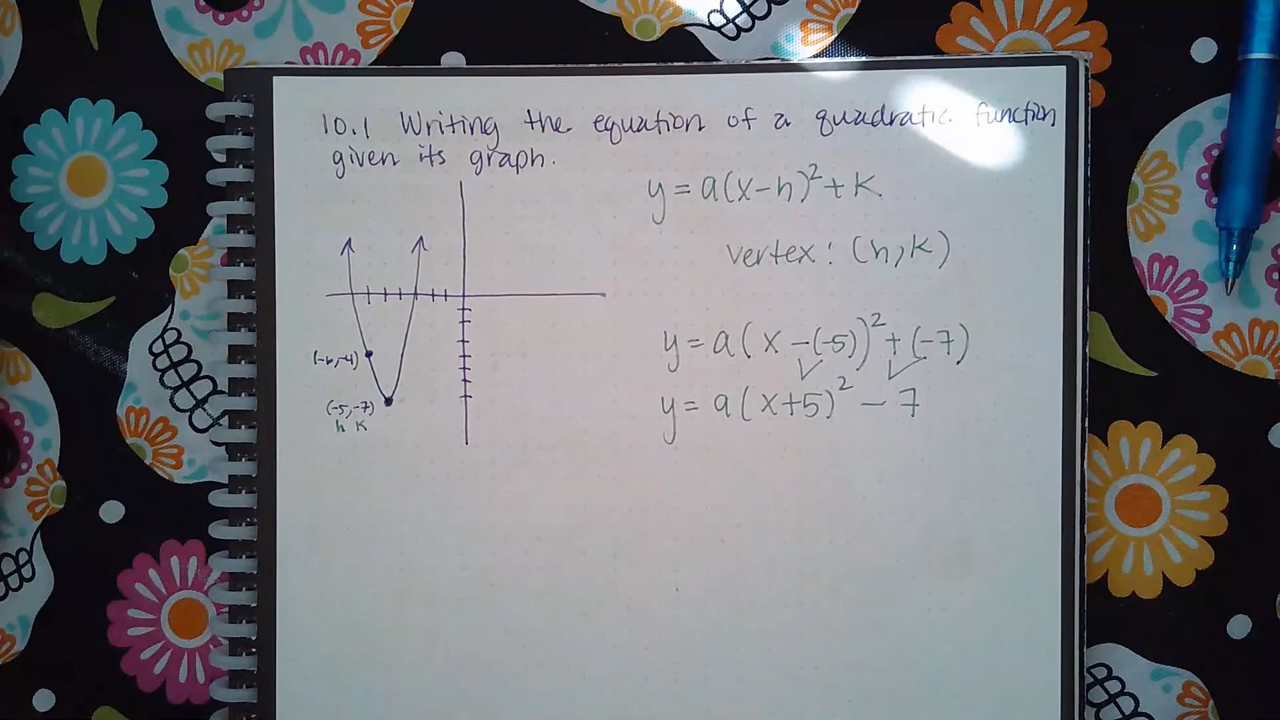 10.1 Writing the equation of a quadratic function
given its graph.
y = a(x-h)² + k
vertex: (h,k)
y = a(x-(-5))² + (-7)
y = a(x+5)² - 7
(-6,-4)
(-5,-7)
h k